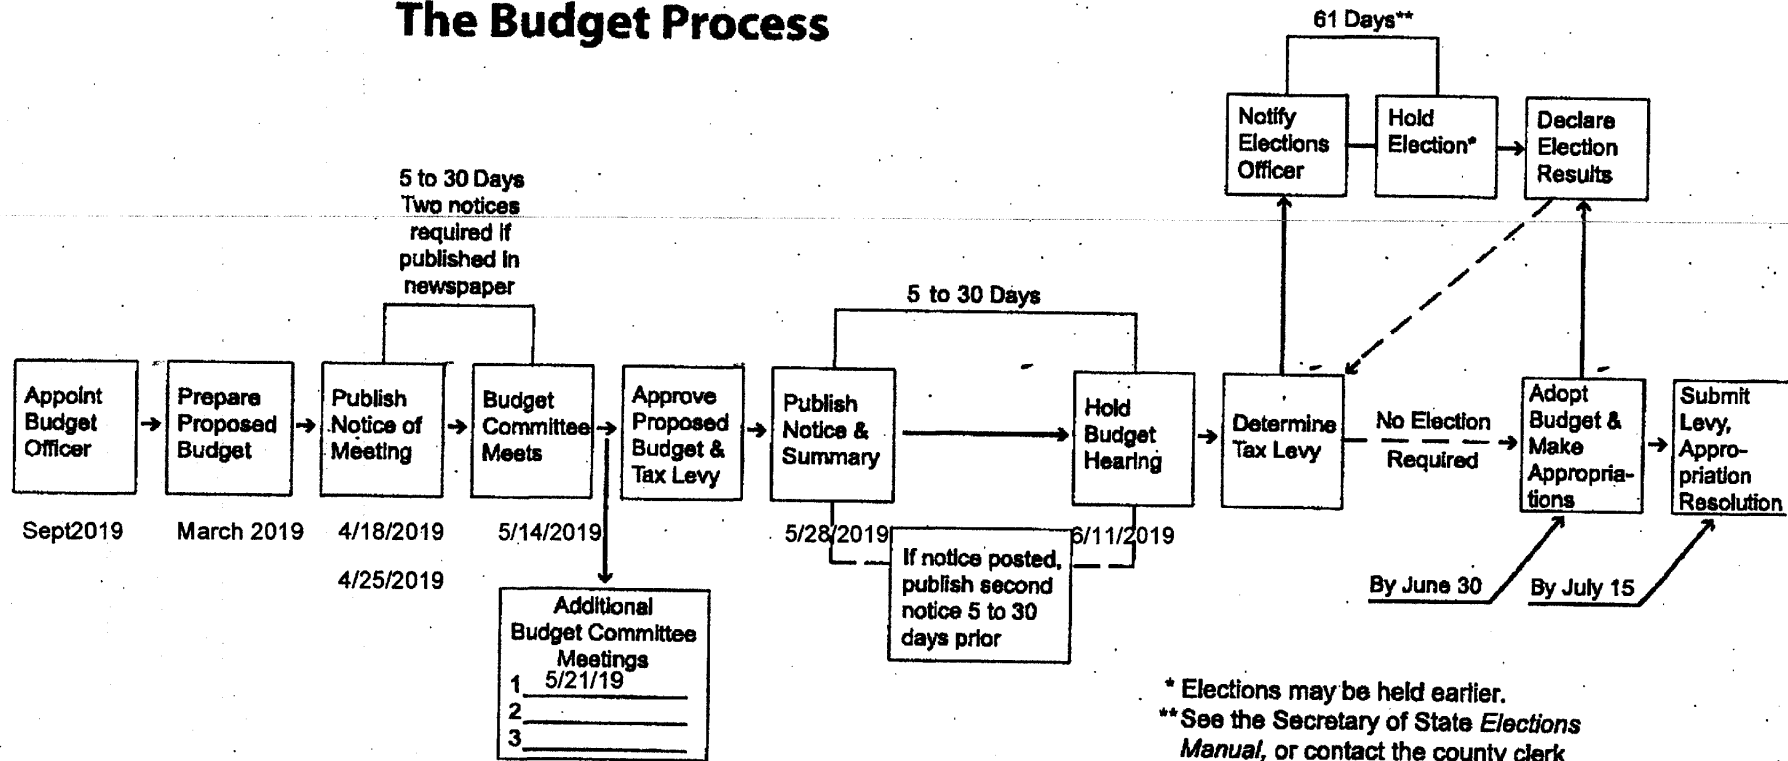 The Budget Process
61 Days**
Notify
Elections
Officer
Hold
Election*
Declare
Election
Results
5 to 30 Days
Two notices
required if
published in
newspaper
5 to 30 Days
Appoint
Budget
Officer
Prepare
Proposed
Budget
Publish
Notice of
Meeting
Budget
Committee
Meets
Approve
Proposed
Budget &
Tax Levy
Publish
Notice &
Summary
Hold
Budget
Hearing
Determine
Tax Levy
No Election
Required
Adopt
Budget &
Make
Appropria-
tions
Submit
Levy,
Appro-
priation
Resolution
Sept2019
March 2019
4/18/2019
4/25/2019
5/14/2019
5/28/2019
6/11/2019
If notice posted,
publish second
notice 5 to 30
days prior
By June 30
By July 15
Additional
Budget Committee
Meetings
1 5/21/19
2
3
* Elections may be held earlier.
**See the Secretary of State Elections
Manual, or contact the county clerk